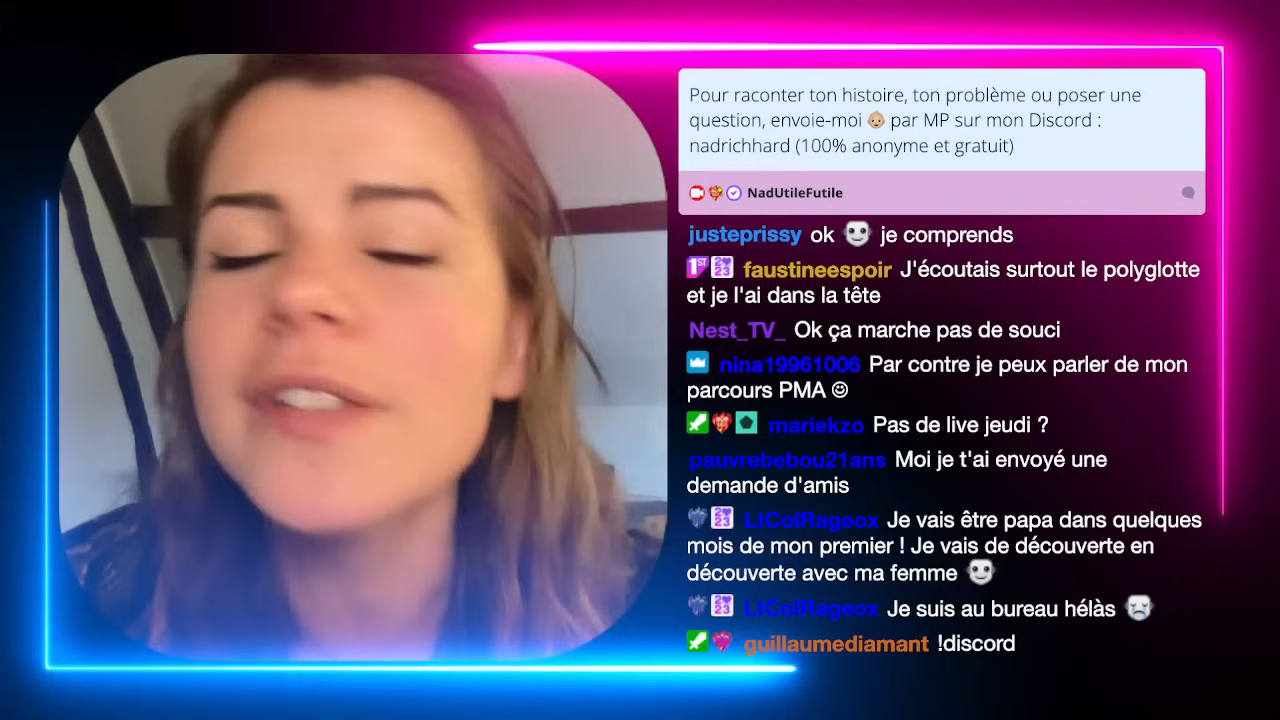 Pour raconter ton histoire, ton problème ou poser une
question, envoie-moi 👶🏼 par MP sur mon Discord :
nadrichhard (100% anonyme et gratuit)
NadUtileFutile
justeprissy ok je comprends
1ST 23 faustineespoir J'écoutais surtout le polyglotte
et je l'ai dans la tête
Nest_TV_ Ok ça marche pas de souci
nina19961006 Par contre je peux parler de mon
parcours PMA ☺
mariekzo Pas de live jeudi ?
pauvrebebou21ans Moi je t'ai envoyé une
demande d'amis
23 LtColRageox Je vais être papa dans quelques
mois de mon premier ! Je vais de découverte en
découverte avec ma femme
23 LtColRageox Je suis au bureau hélàs
guillaumediamant !discord